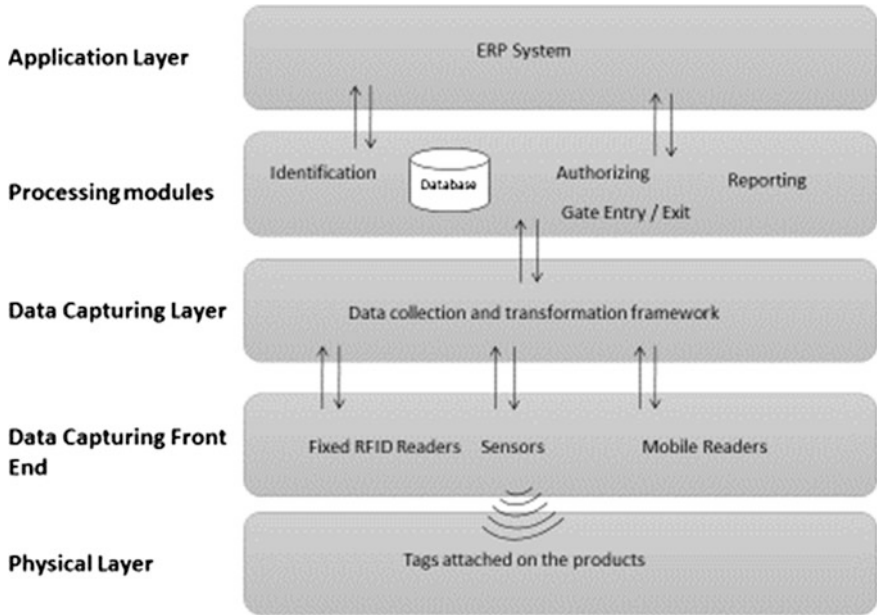 Application Layer
ERP System
Processing modules
Identification
Database
Authorizing
Reporting
Gate Entry / Exit
Data Capturing Layer
Data collection and transformation framework
Data Capturing Front
End
Fixed RFID Readers
Sensors
Mobile Readers
Physical Layer
Tags attached on the products